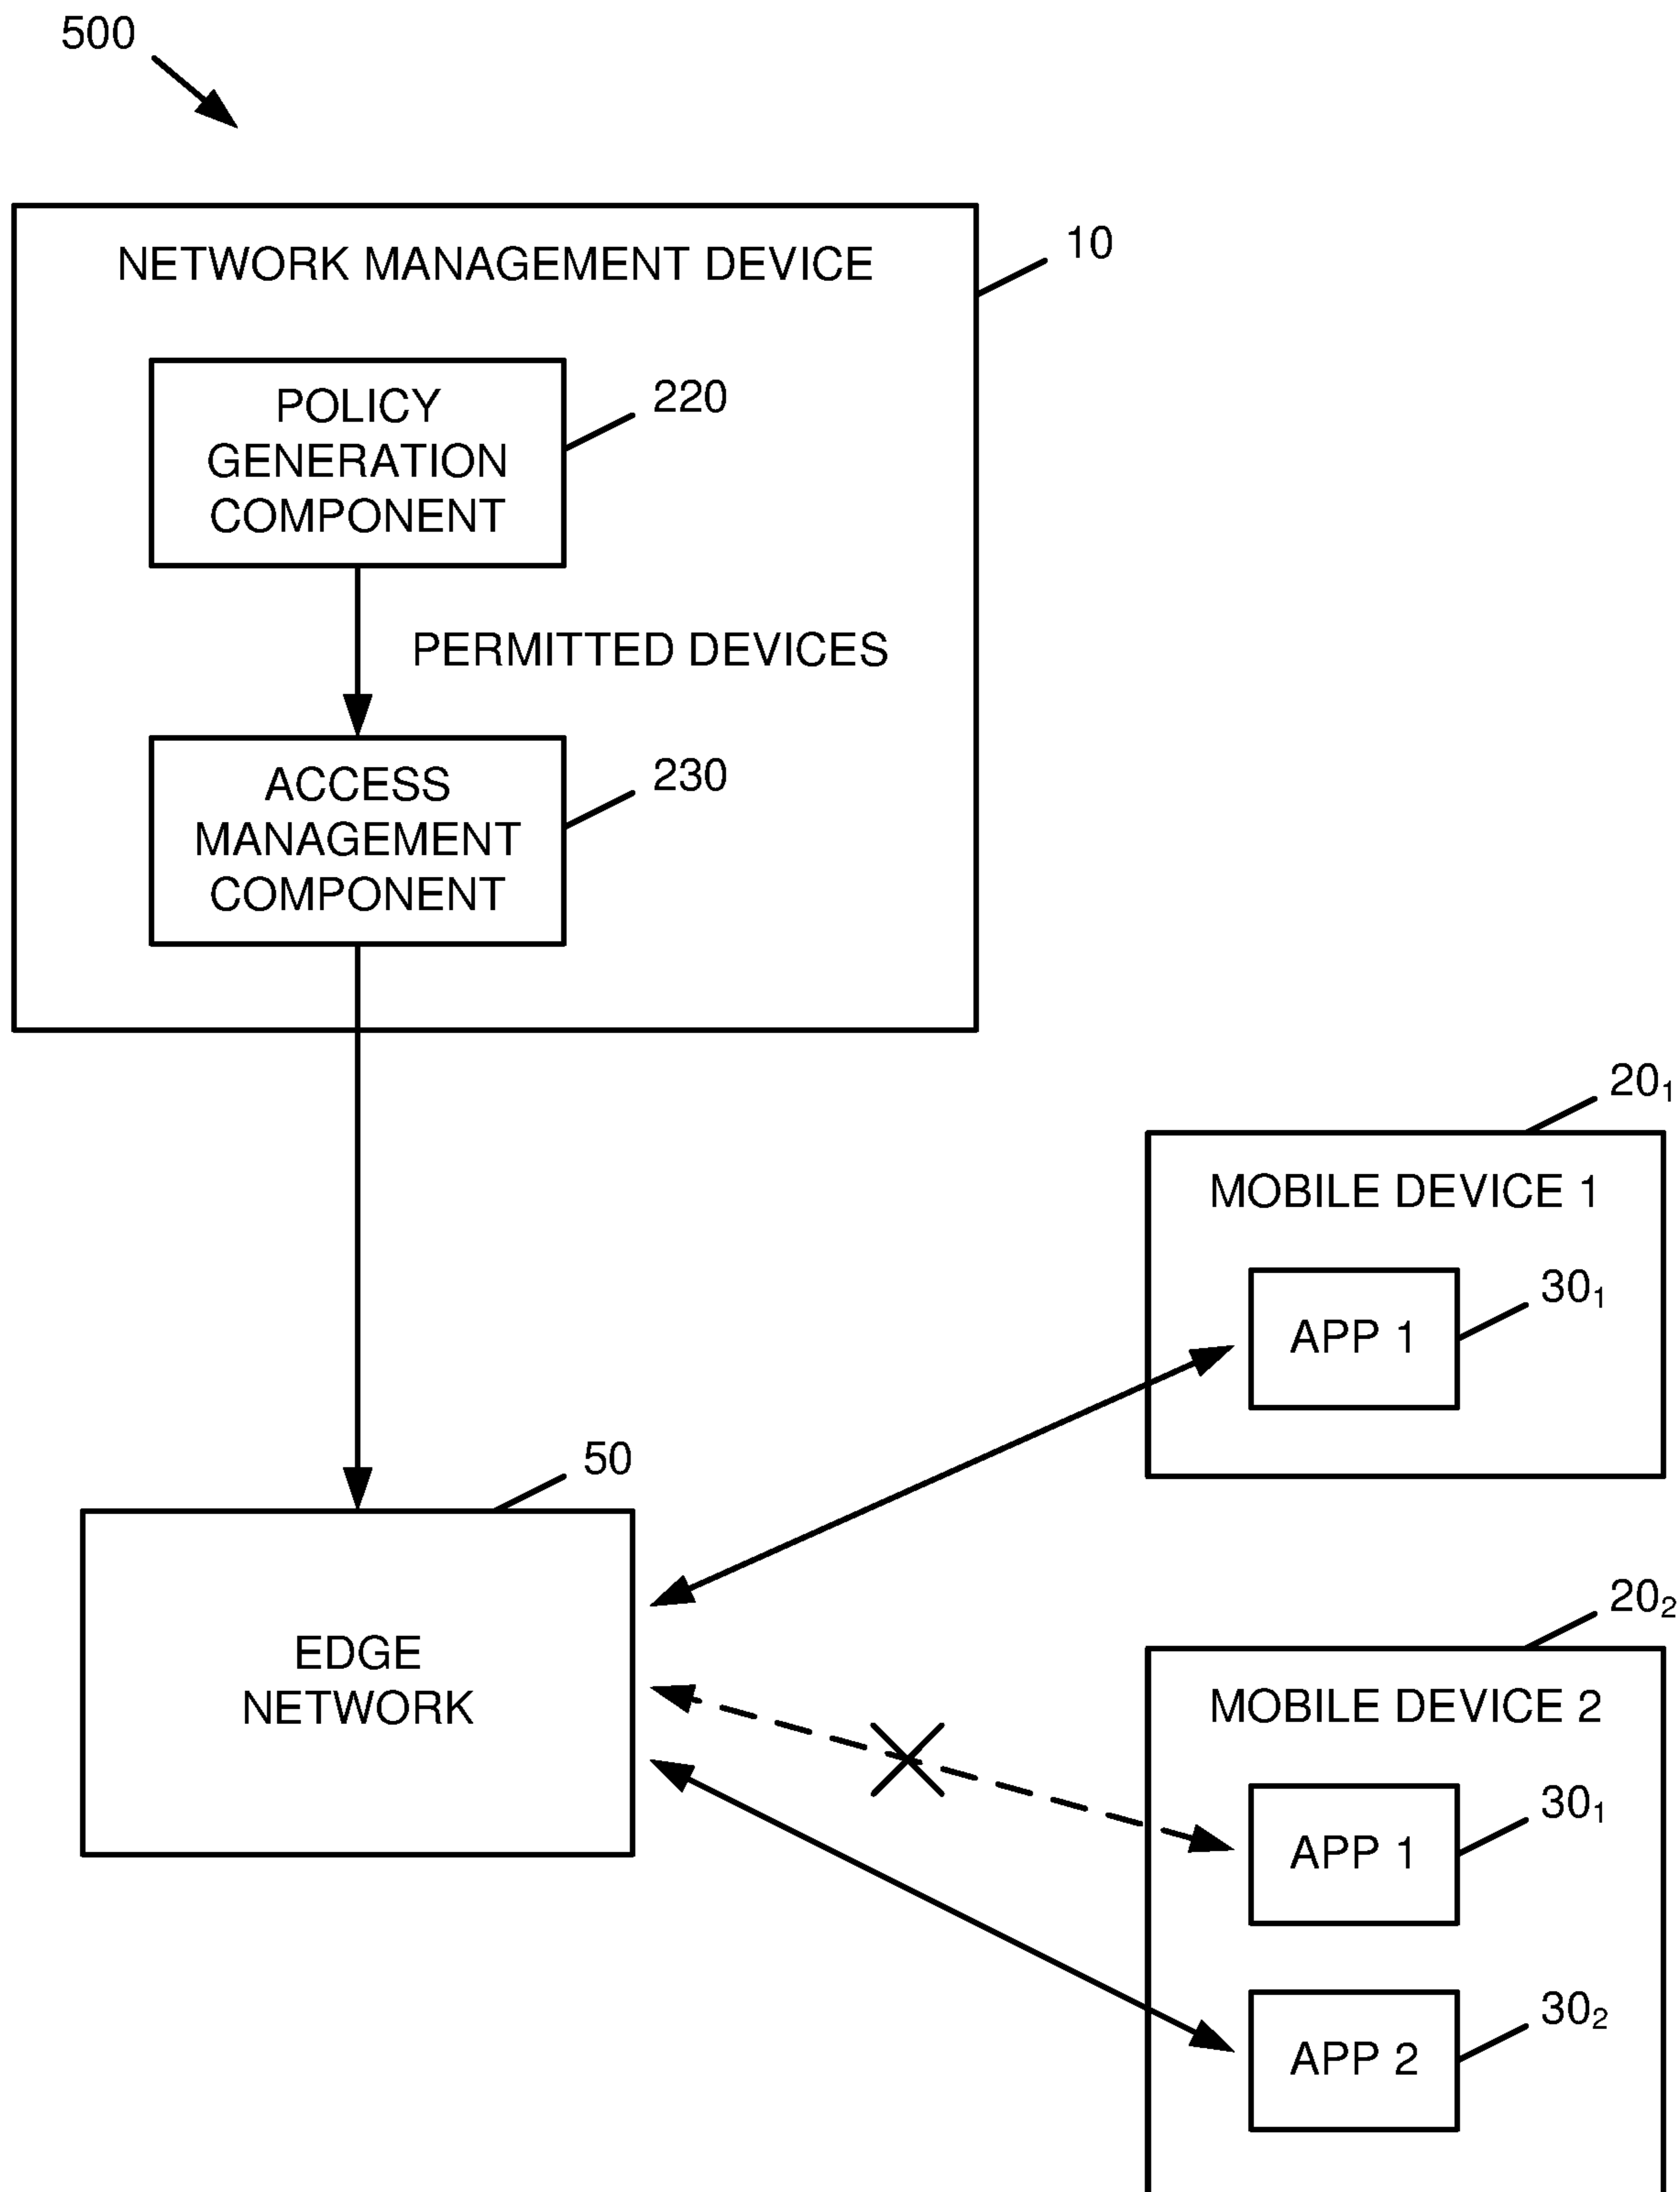 500
10
NETWORK MANAGEMENT DEVICE
220
POLICY
GENERATION
COMPONENT
PERMITTED DEVICES
230
ACCESS
MANAGEMENT
COMPONENT
20₁
MOBILE DEVICE 1
30₁
APP 1
50
EDGE
NETWORK
20₂
MOBILE DEVICE 2
30₁
APP 1
30₂
APP 2